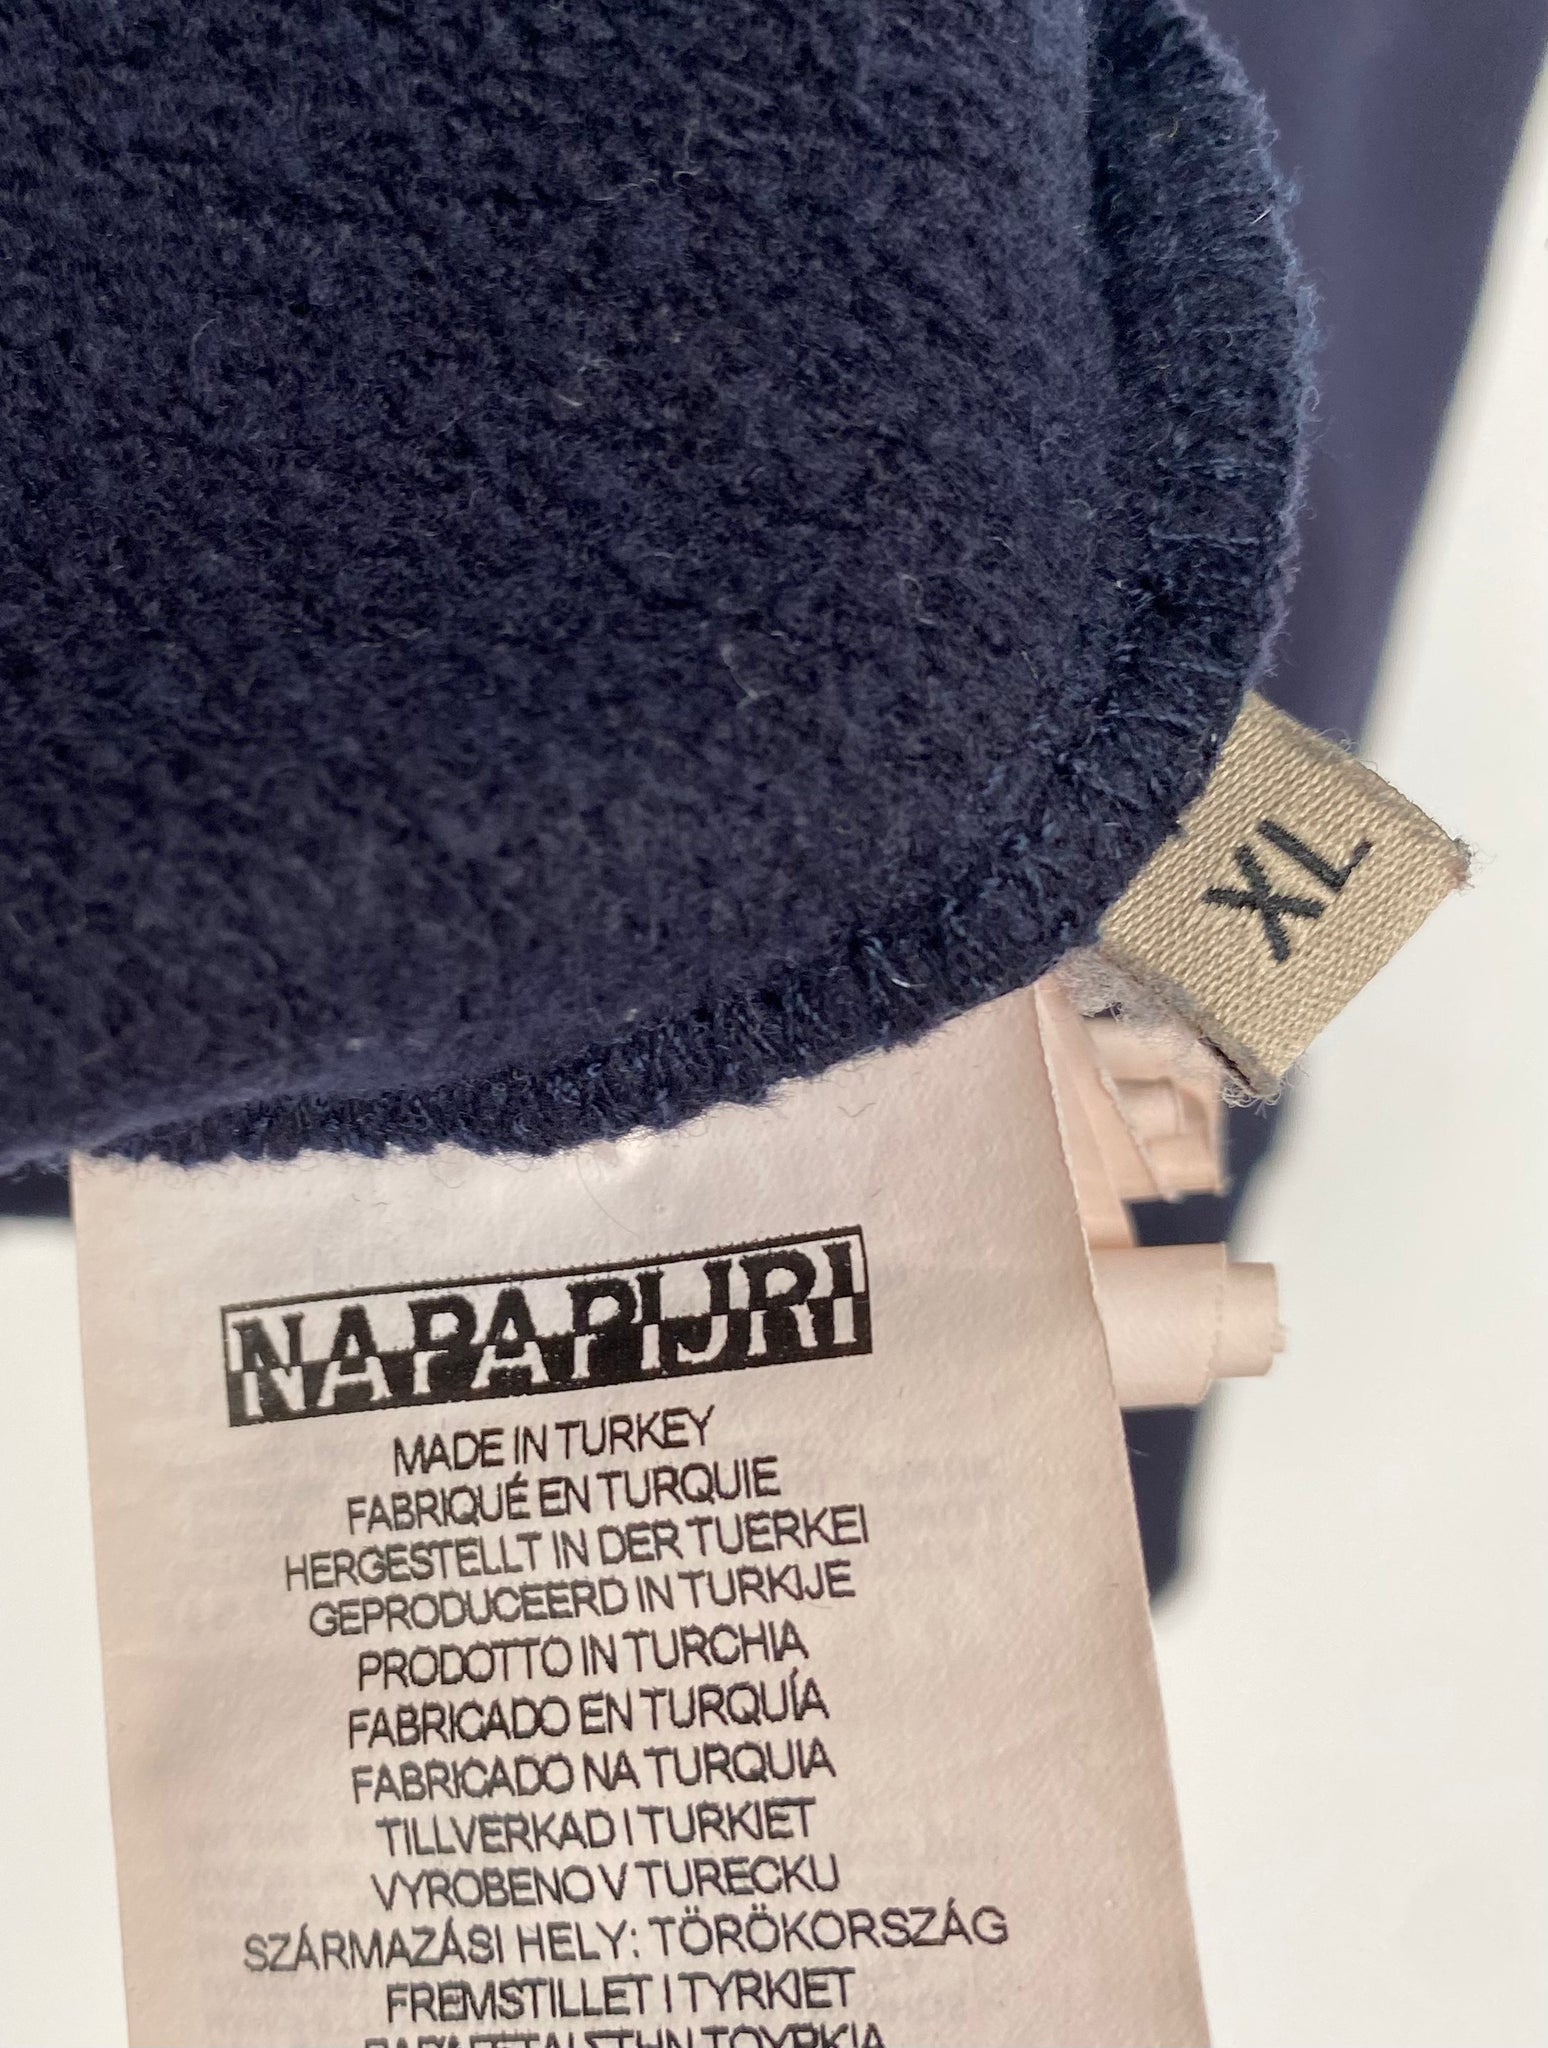 XL
NAPAPIJRI
MADE IN TURKEY
FABRIQUÉ EN TURQUIE
HERGESTELLT IN DER TUERKEI
GEPRODUCEERD IN TURKIJE
PRODOTTO IN TURCHIA
FABRICADO EN TURQUÍA
FABRICADO NA TURQUIA
TILLVERKAD I TURKIET
VYROBENO V TURECKU
SZÁRMAZÁSI HELY: TÖRÖKORSZÁG
FREMSTILLET I TYRKIET
ΤΟΥΡΚΙΑ